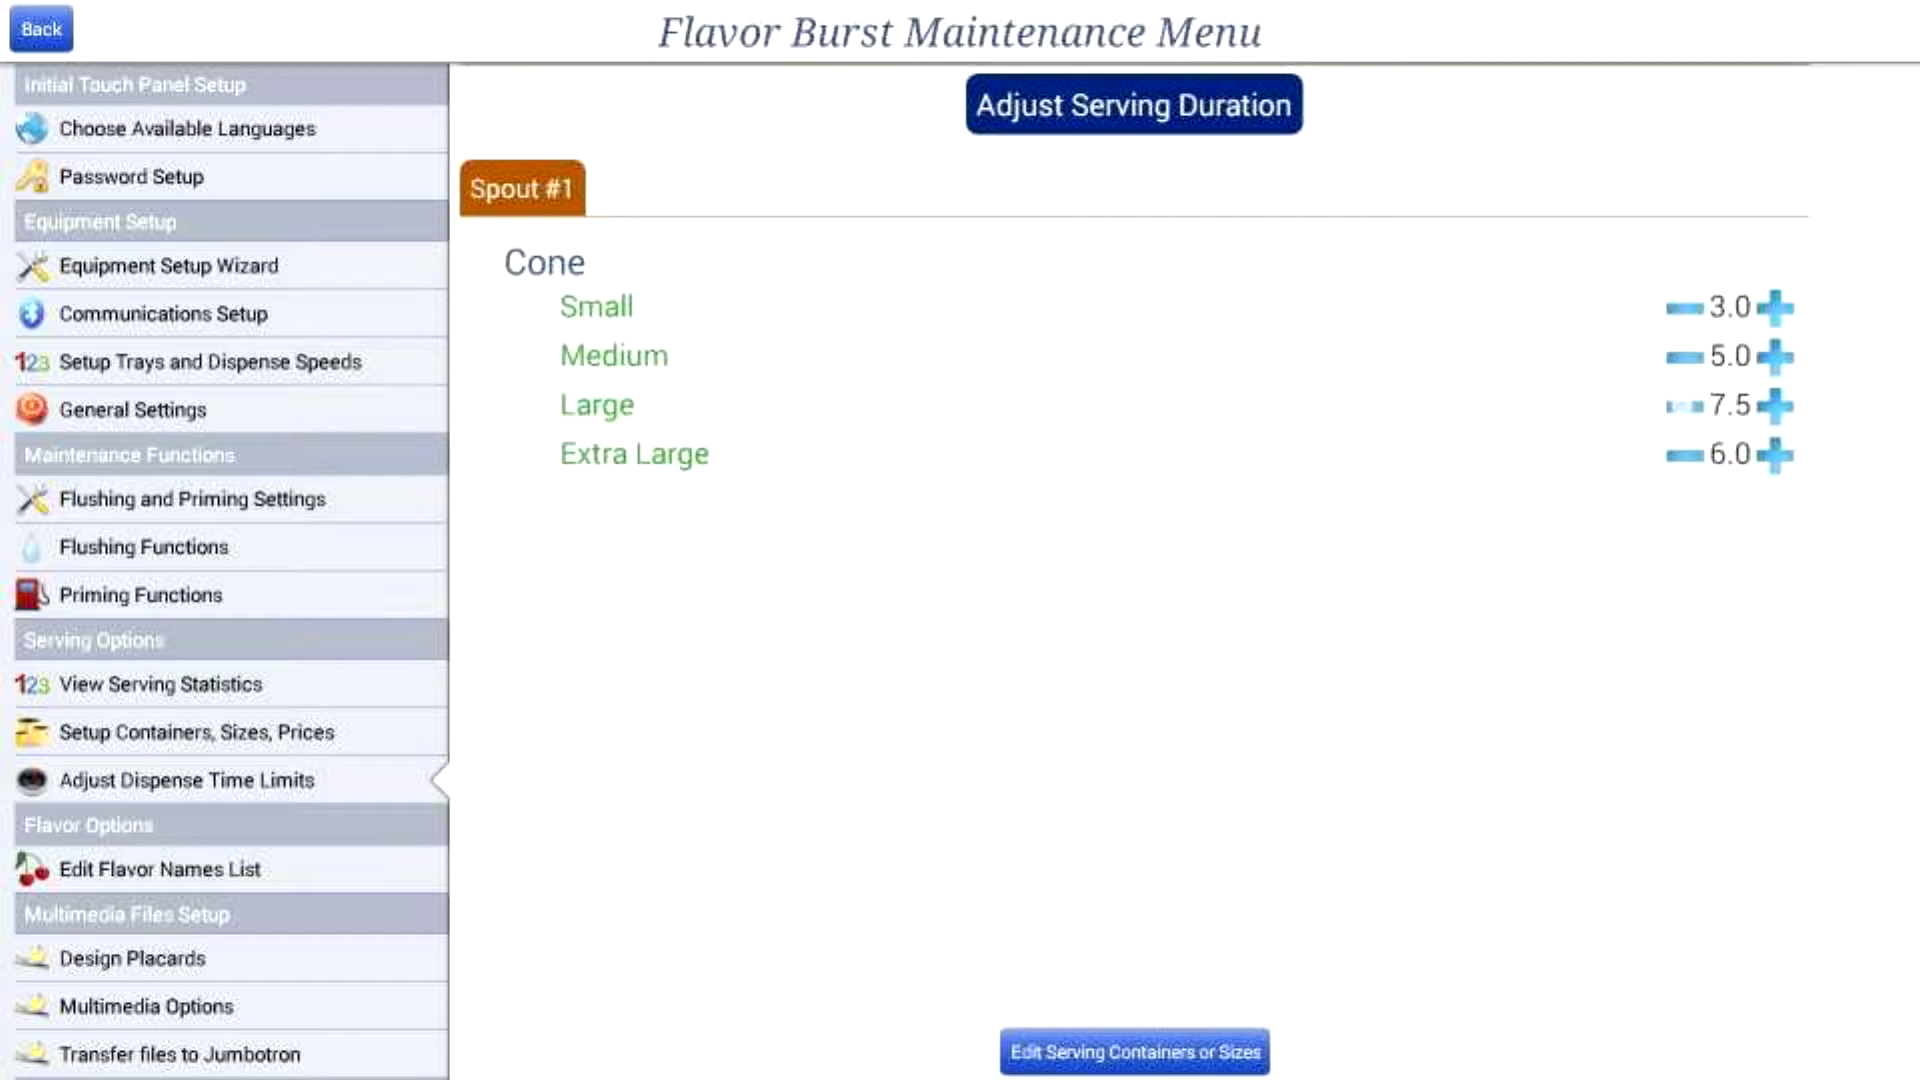 Back
Flavor Burst Maintenance Menu
Initial Touch Panel Setup
Choose Available Languages
Password Setup
Equipment Setup
Equipment Setup Wizard
Communications Setup
123 Setup Trays and Dispense Speeds
General Settings
Maintenance Functions
Flushing and Priming Settings
Flushing Functions
Priming Functions
Serving Options
123 View Serving Statistics
Setup Containers, Sizes, Prices
Adjust Dispense Time Limits
Flavor Options
Edit Flavor Names List
Multimedia Files Setup
Design Placards
Multimedia Options
Transfer files to Jumbotron
Adjust Serving Duration
Spout #1
Cone
Small 3.0
Medium 5.0
Large 7.5
Extra Large 6.0
Edit Serving Containers or Sizes